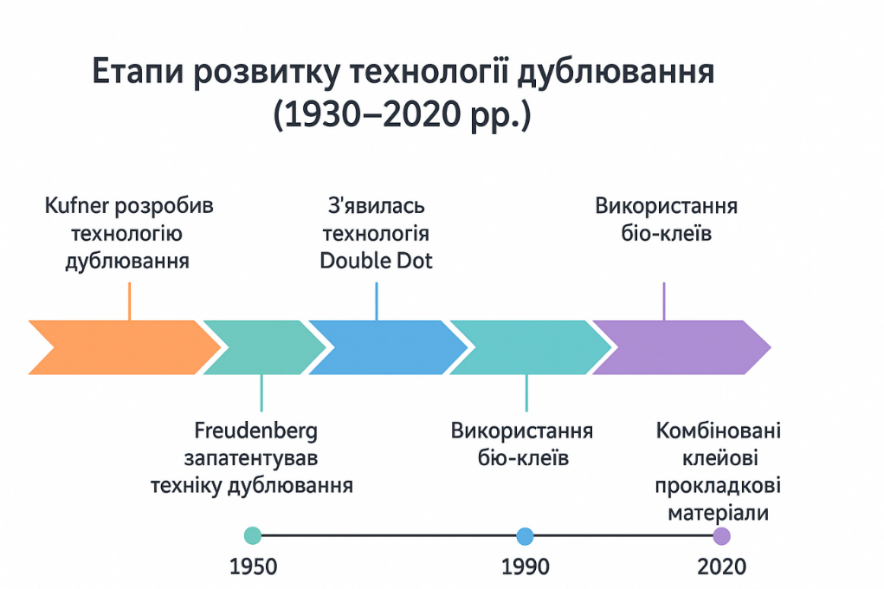 Етапи розвитку технології дублювання
(1930–2020 рр.)
Kufner розробив
технологію
дублювання
З'явилась
технологія
Double Dot
Використання
біо-клеїв
Freudenberg
запатентував
техніку дублювання
Використання
бю-клеїв
Комбіновані
клейові
прокладкові
матеріали
1950
1990
2020